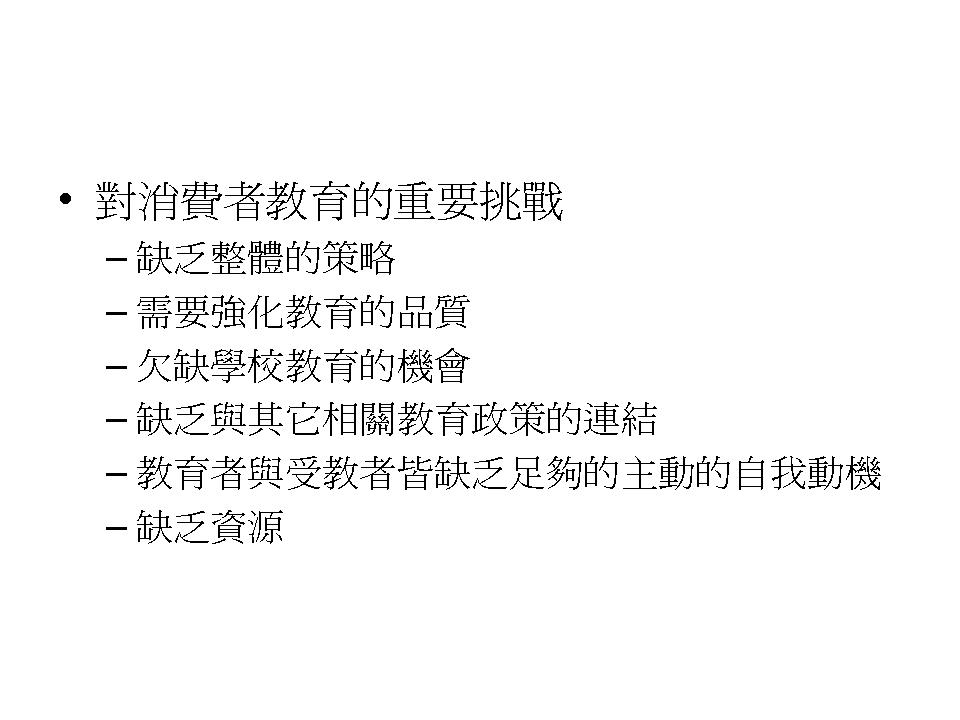 • 對消費者教育的重要挑戰
– 缺乏整體的策略
– 需要強化教育的品質
– 欠缺學校教育的機會
– 缺乏與其它相關教育政策的連結
– 教育者與受教者皆缺乏足夠的主動的自我動機
– 缺乏資源